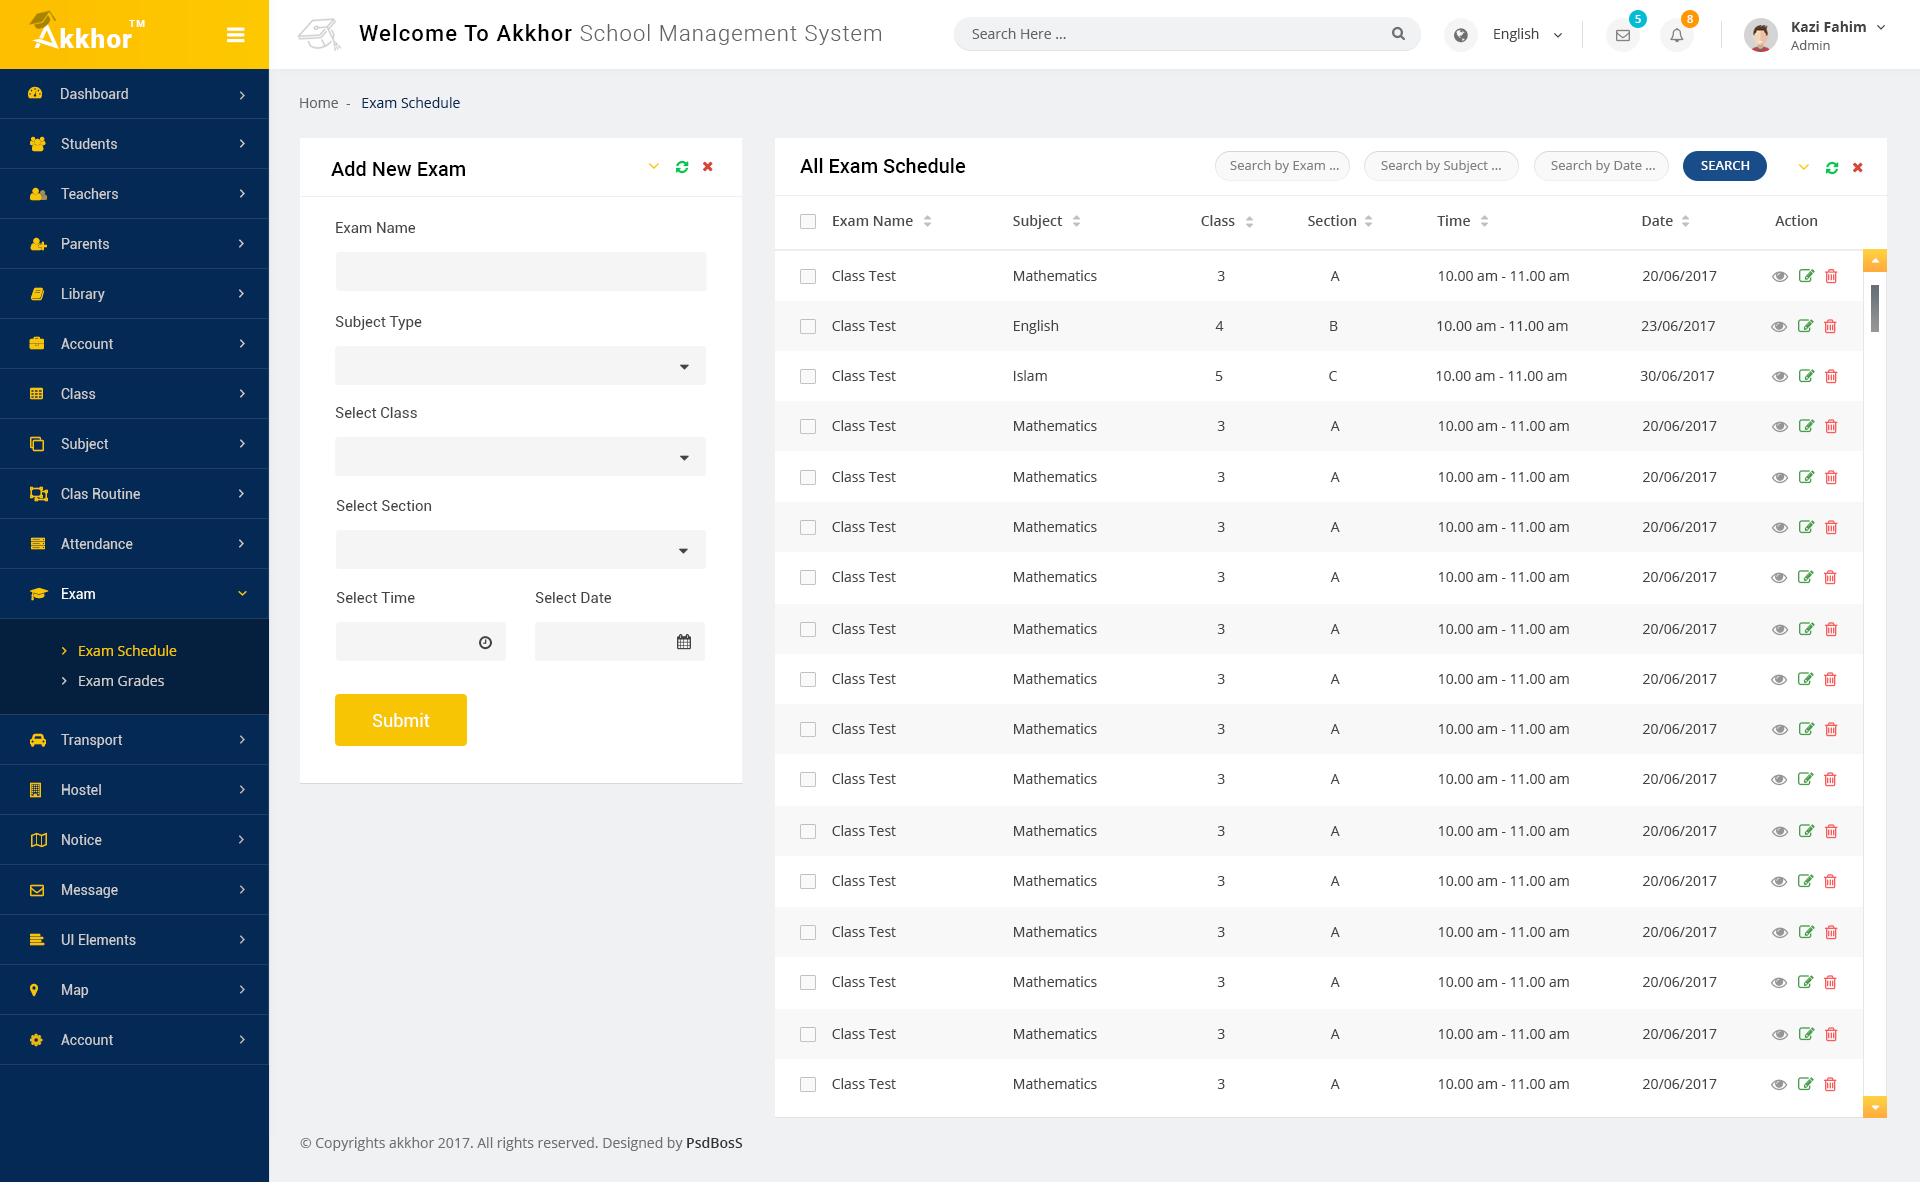 Akkhor TM
Welcome To Akkhor School Management System
Search Here ...
English
5
8
Kazi Fahim
Admin
Dashboard
Students
Teachers
Parents
Library
Account
Class
Subject
Clas Routine
Attendance
Exam
Exam Schedule
Exam Grades
Transport
Hostel
Notice
Message
UI Elements
Map
Account
Home - Exam Schedule
Add New Exam
Exam Name
Subject Type
Select Class
Select Section
Select Time Select Date
Submit
All Exam Schedule Search by Exam ... Search by Subject ... Search by Date ... SEARCH
Exam Name Subject Class Section Time Date Action
Class Test Mathematics 3 A 10.00 am - 11.00 am 20/06/2017
Class Test English 4 B 10.00 am - 11.00 am 23/06/2017
Class Test Islam 5 C 10.00 am - 11.00 am 30/06/2017
Class Test Mathematics 3 A 10.00 am - 11.00 am 20/06/2017
Class Test Mathematics 3 A 10.00 am - 11.00 am 20/06/2017
Class Test Mathematics 3 A 10.00 am - 11.00 am 20/06/2017
Class Test Mathematics 3 A 10.00 am - 11.00 am 20/06/2017
Class Test Mathematics 3 A 10.00 am - 11.00 am 20/06/2017
Class Test Mathematics 3 A 10.00 am - 11.00 am 20/06/2017
Class Test Mathematics 3 A 10.00 am - 11.00 am 20/06/2017
Class Test Mathematics 3 A 10.00 am - 11.00 am 20/06/2017
Class Test Mathematics 3 A 10.00 am - 11.00 am 20/06/2017
Class Test Mathematics 3 A 10.00 am - 11.00 am 20/06/2017
Class Test Mathematics 3 A 10.00 am - 11.00 am 20/06/2017
Class Test Mathematics 3 A 10.00 am - 11.00 am 20/06/2017
Class Test Mathematics 3 A 10.00 am - 11.00 am 20/06/2017
Class Test Mathematics 3 A 10.00 am - 11.00 am 20/06/2017
© Copyrights akkhor 2017. All rights reserved. Designed by PsdBosS